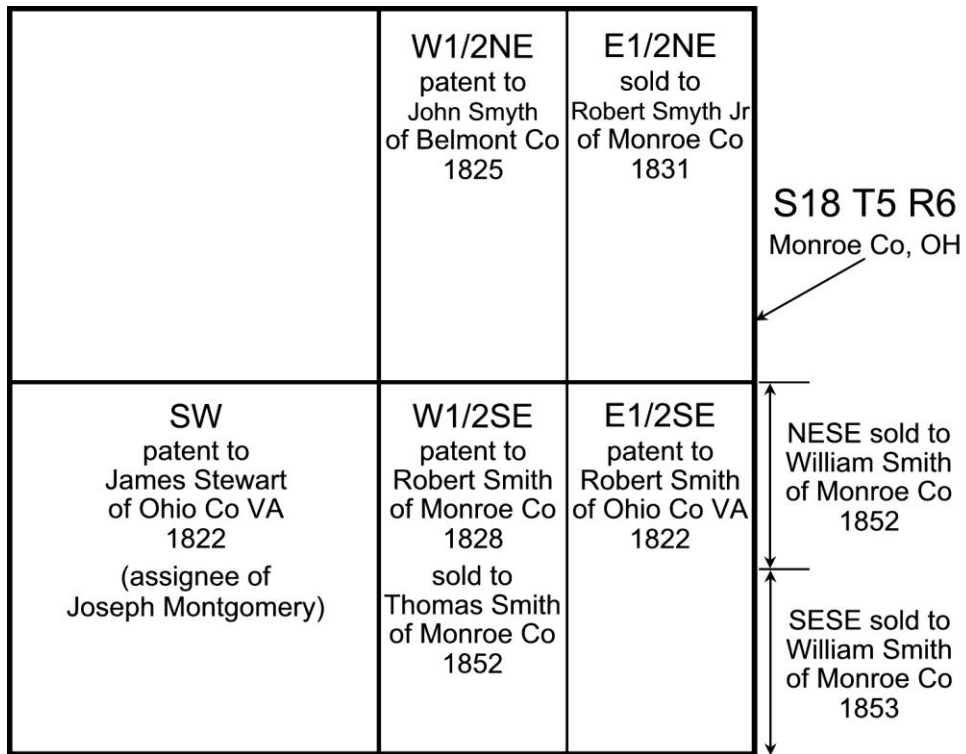 W1/2NE
patent to
John Smyth
of Belmont Co
1825
E1/2NE
sold to
Robert Smyth Jr
of Monroe Co
1831
S18 T5 R6
Monroe Co, OH
SW
patent to
James Stewart
of Ohio Co VA
1822
(assignee of
Joseph Montgomery)
W1/2SE
patent to
Robert Smith
of Monroe Co
1828
sold to
Thomas Smith
of Monroe Co
1852
E1/2SE
patent to
Robert Smith
of Ohio Co VA
1822
NESE sold to
William Smith
of Monroe Co
1852
SESE sold to
William Smith
of Monroe Co
1853